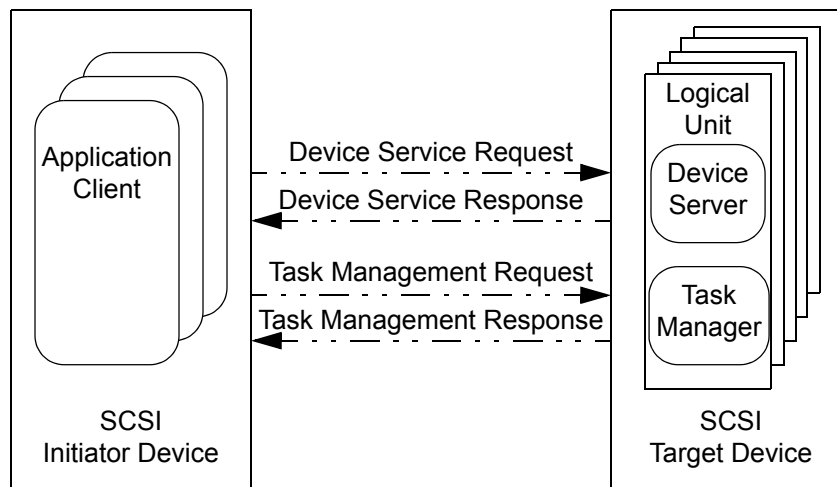 Application
Client
Device Service Request
Device Service Response
Task Management Request
Task Management Response
Logical
Unit
Device
Server
Task
Manager
SCSI
Initiator Device
SCSI
Target Device